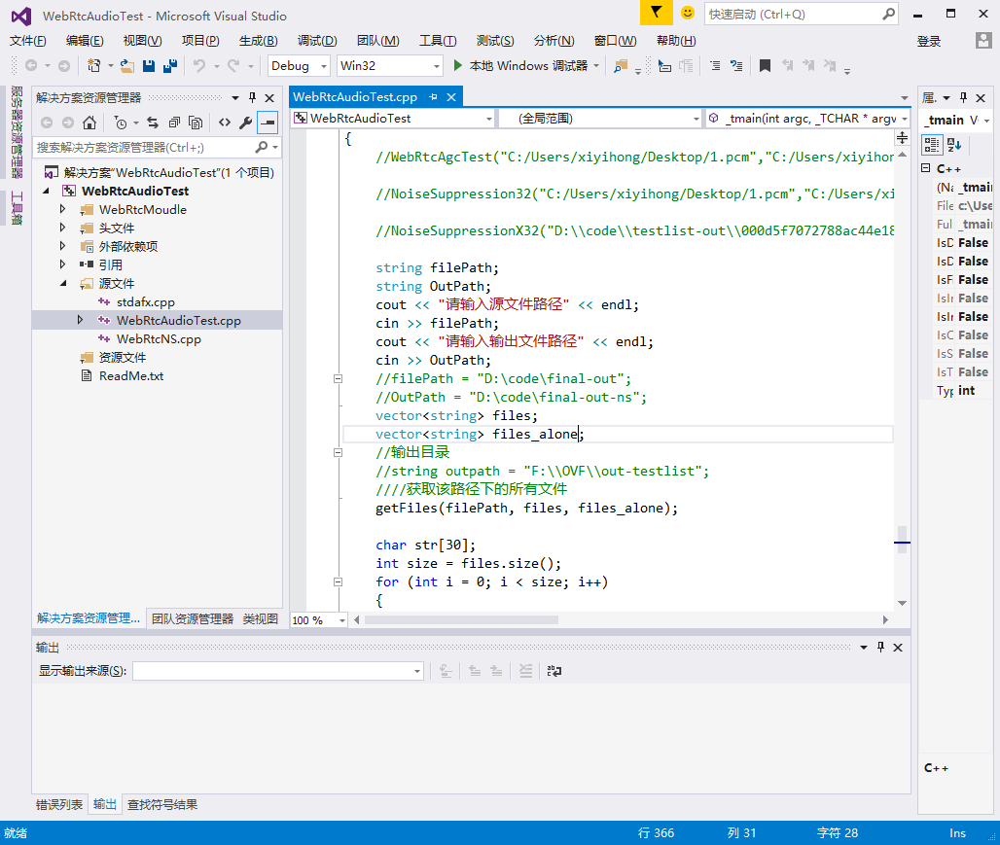 WebRtcAudioTest - Microsoft Visual Studio
快速启动 (Ctrl+Q)
文件(F) 编辑(E) 视图(V) 项目(P) 生成(B) 调试(D) 团队(M) 工具(T) 测试(S) 分析(N) 窗口(W) 帮助(H) 登录
Debug Win32 本地 Windows 调试器
服务器资源管理器
工具箱
解决方案资源管理器
搜索解决方案资源管理器(Ctrl+;)
解决方案"WebRtcAudioTest"(1 个项目)
WebRtcAudioTest
WebRtcMoudle
头文件
外部依赖项
引用
源文件
stdafx.cpp
WebRtcAudioTest.cpp
WebRtcNS.cpp
资源文件
ReadMe.txt
解决方案资源管理... 团队资源管理器 类视图
WebRtcAudioTest.cpp
WebRtcAudioTest (全局范围) _tmain(int argc, _TCHAR * argv
{
//WebRtcAgcTest("C:/Users/xiyihong/Desktop/1.pcm","C:/Users/xiyihon
//NoiseSuppression32("C:/Users/xiyihong/Desktop/1.pcm","C:/Users/xi
//NoiseSuppressionX32("D:\\code\\testlist-out\\000d5f7072788ac44e18
string filePath;
string OutPath;
cout << "请输入源文件路径" << endl;
cin >> filePath;
cout << "请输入输出文件路径" << endl;
cin >> OutPath;
//filePath = "D:\code\final-out";
//OutPath = "D:\code\final-out-ns";
vector<string> files;
vector<string> files_alone;
//输出目录
//string outpath = "F:\\OVF\\out-testlist";
////获取该路径下的所有文件
getFiles(filePath, files, files_alone);
char str[30];
int size = files.size();
for (int i = 0; i < size; i++)
{
100 %
属.
_tmain V
C++
(Na _tmai
File c:\Use
Ful _tmai
IsD False
IsD False
IsF False
IsIn False
IsIn False
IsC False
IsS False
IsT False
Typ int
C++
输出
显示输出来源(S):
错误列表 输出 查找符号结果
就绪 行 366 列 31 字符 28 Ins